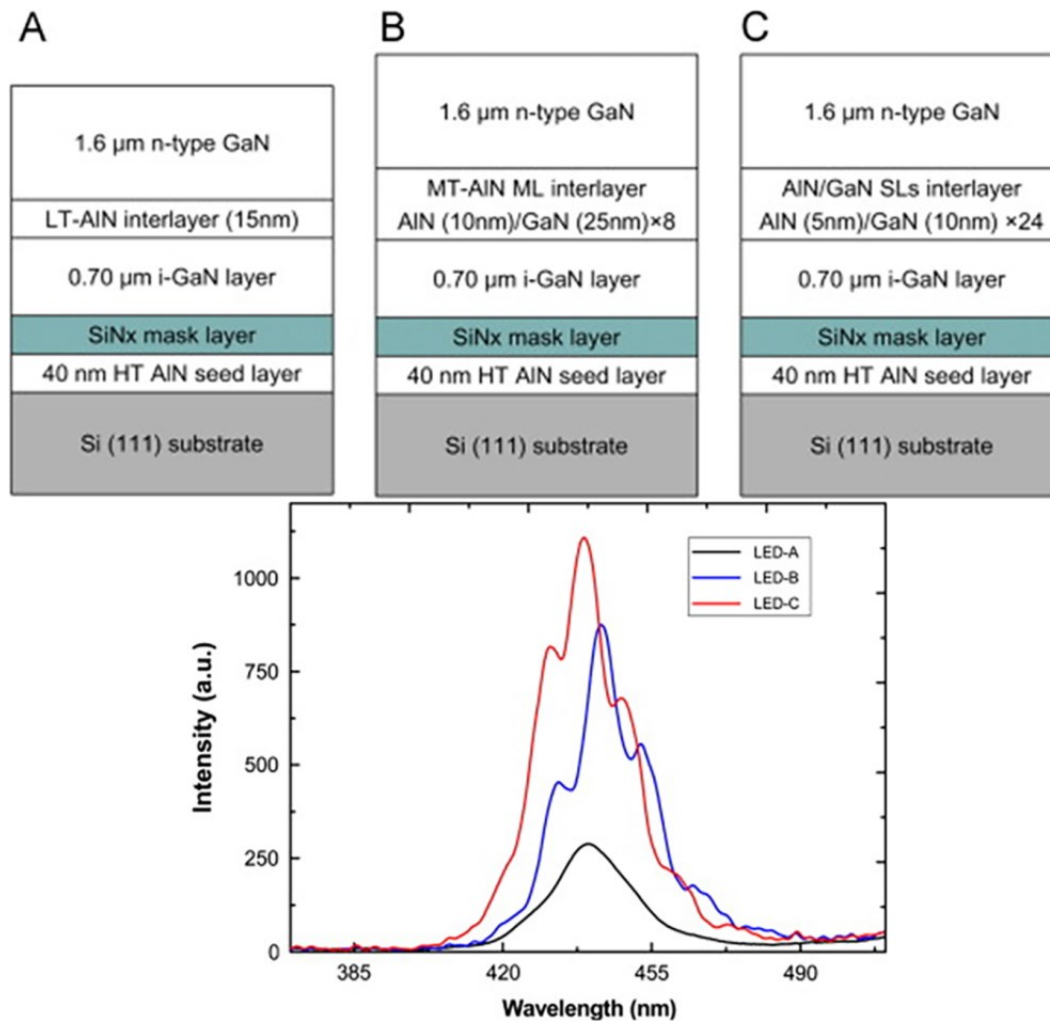 A
B
C
1.6 μm n-type GaN
LT-AlN interlayer (15nm)
0.70 μm i-GaN layer
SiNx mask layer
40 nm HT AlN seed layer
Si (111) substrate
1.6 μm n-type GaN
MT-AlN ML interlayer
AlN (10nm)/GaN (25nm)×8
0.70 μm i-GaN layer
SiNx mask layer
40 nm HT AlN seed layer
Si (111) substrate
1.6 μm n-type GaN
AlN/GaN SLs interlayer
AlN (5nm)/GaN (10nm) ×24
0.70 μm i-GaN layer
SiNx mask layer
40 nm HT AlN seed layer
Si (111) substrate
Intensity (a.u.)
1000
750
500
250
0
LED-A
LED-B
LED-C
385
420
455
490
Wavelength (nm)